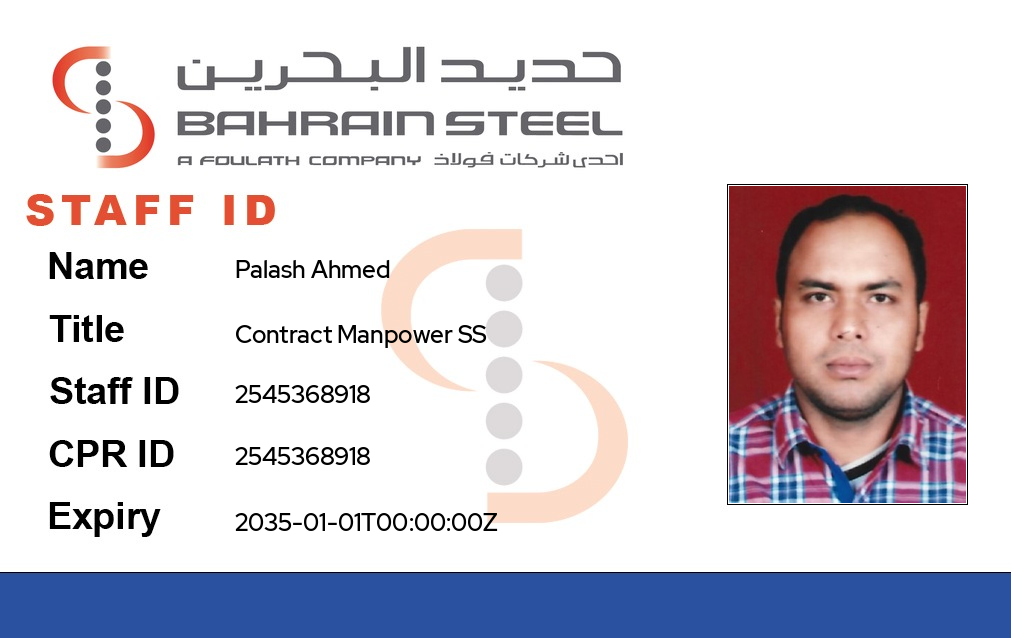 حديد البحرين
BAHRAIN STEEL
A FOULATH COMPANY احدى شركات فولاذ
STAFF ID
Name Palash Ahmed
Title Contract Manpower SS
Staff ID 2545368918
CPR ID 2545368918
Expiry 2035-01-01T00:00:00Z